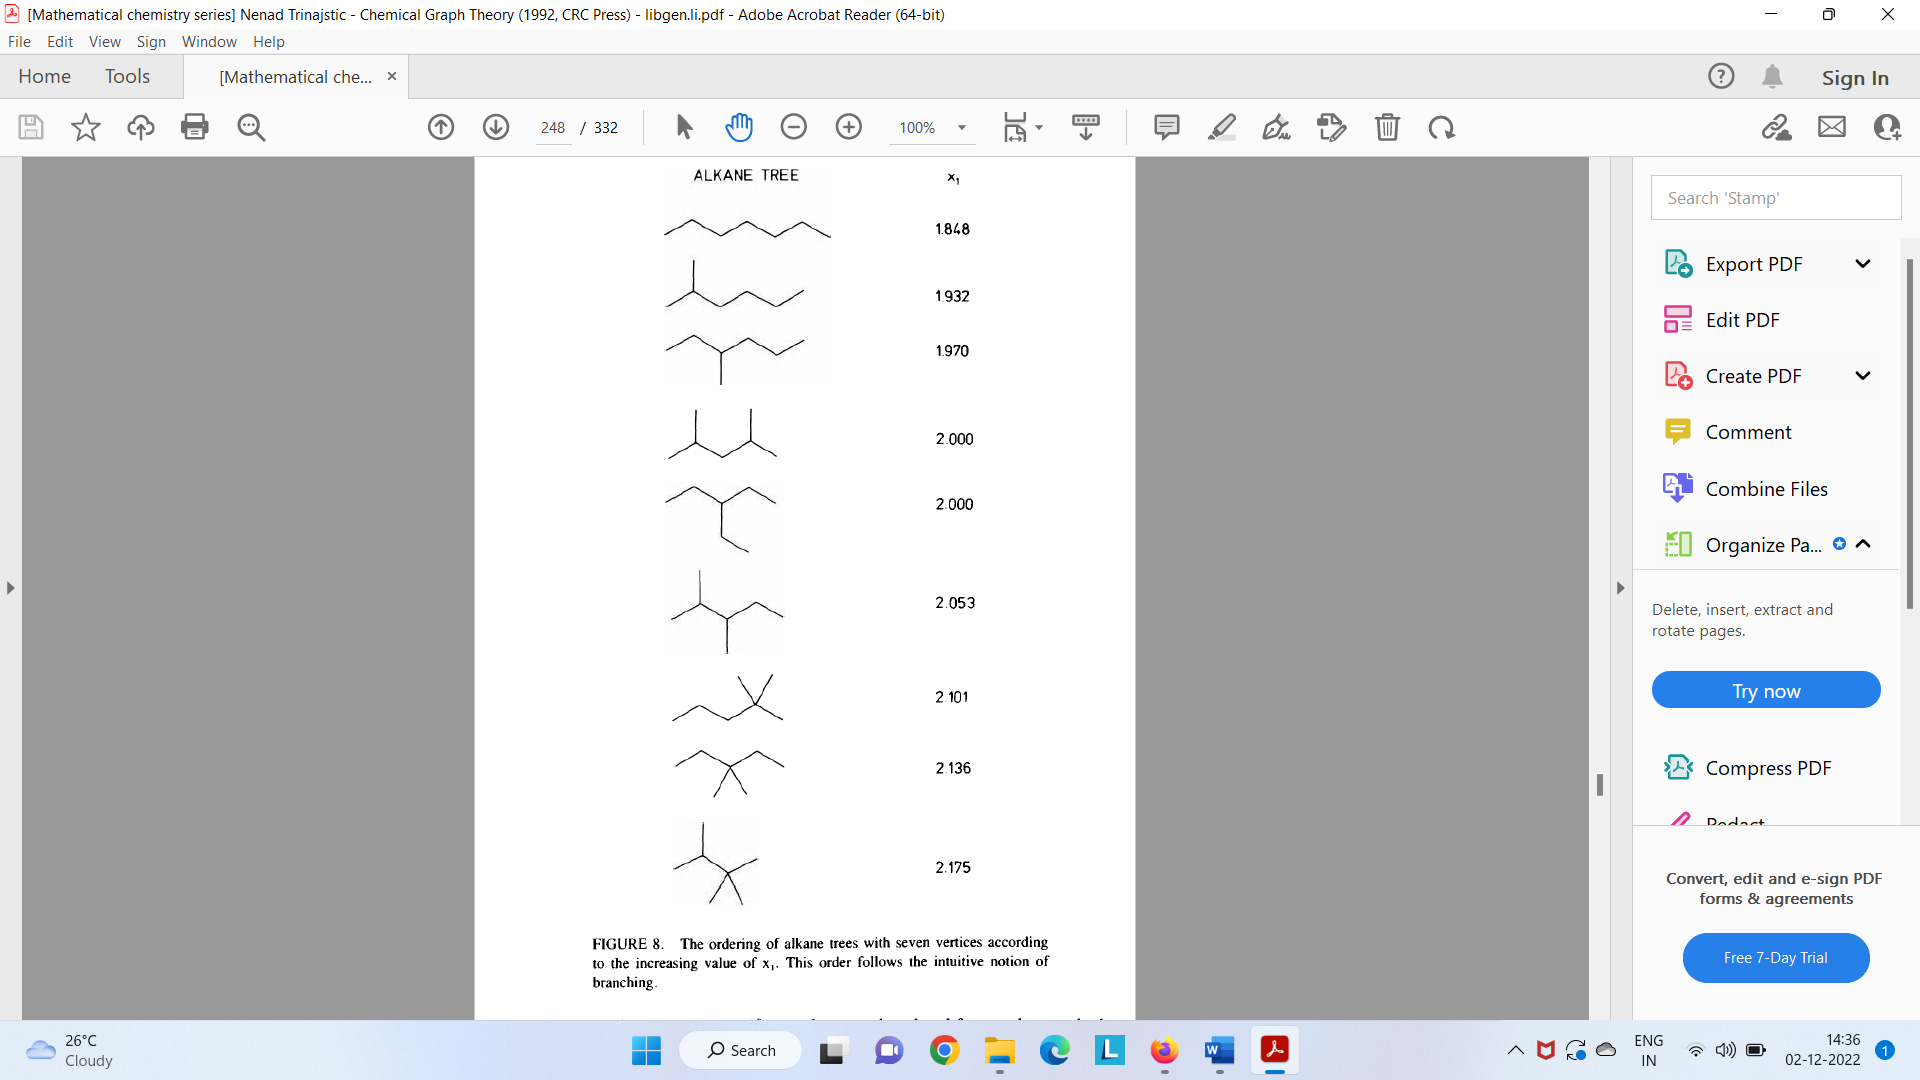 [Mathematical chemistry series] Nenad Trinajstic - Chemical Graph Theory (1992, CRC Press) - libgen.li.pdf - Adobe Acrobat Reader (64-bit)
File Edit View Sign Window Help
Home Tools [Mathematical che... × Sign In
248 / 332 100%
ALKANE TREE x₁
1.848
1.932
1.970
2.000
2.000
2.053
2.101
2.136
2.175
FIGURE 8. The ordering of alkane trees with seven vertices according
to the increasing value of x₁. This order follows the intuitive notion of
branching.
Search 'Stamp'
Export PDF
Edit PDF
Create PDF
Comment
Combine Files
Organize Pa...
Delete, insert, extract and
rotate pages.
Try now
Compress PDF
Redact
Convert, edit and e-sign PDF
forms & agreements
Free 7-Day Trial
26°C
Cloudy
Search
ENG
IN
14:36
02-12-2022
1